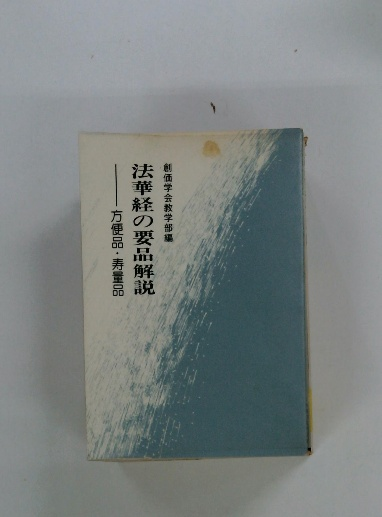 創価学会教学部編
法華経の要品解説
——方便品・寿量品